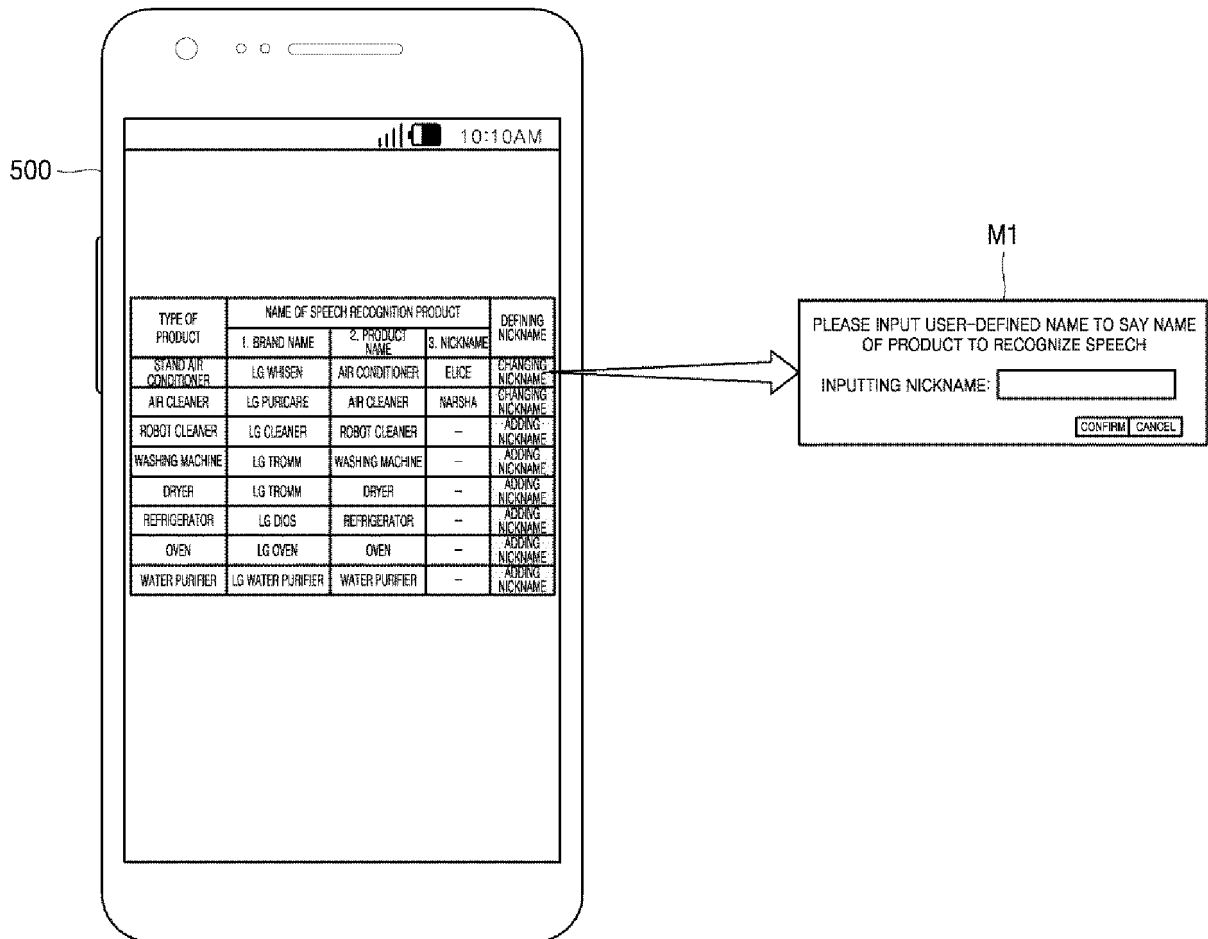 10:10AM
500
M1
TYPE OF PRODUCT
NAME OF SPEECH RECOGNITION PRODUCT
DEFINING NICKNAME
1. BRAND NAME
2. PRODUCT NAME
3. NICKNAME
STAND AIR CONDITIONER
LG WHISEN
AIR CONDITIONER
ELICE
CHANGING NICKNAME
AIR CLEANER
LG PURICARE
AIR CLEANER
NARSHA
CHANGING NICKNAME
ROBOT CLEANER
LG CLEANER
ROBOT CLEANER
–
ADDING NICKNAME
WASHING MACHINE
LG TROMM
WASHING MACHINE
–
ADDING NICKNAME
DRYER
LG TROMM
DRYER
–
ADDING NICKNAME
REFRIGERATOR
LG DIOS
REFRIGERATOR
–
ADDING NICKNAME
OVEN
LG OVEN
OVEN
–
ADDING NICKNAME
WATER PURIFIER
LG WATER PURIFIER
WATER PURIFIER
–
ADDING NICKNAME
PLEASE INPUT USER-DEFINED NAME TO SAY NAME
OF PRODUCT TO RECOGNIZE SPEECH
INPUTTING NICKNAME:
CONFIRM CANCEL